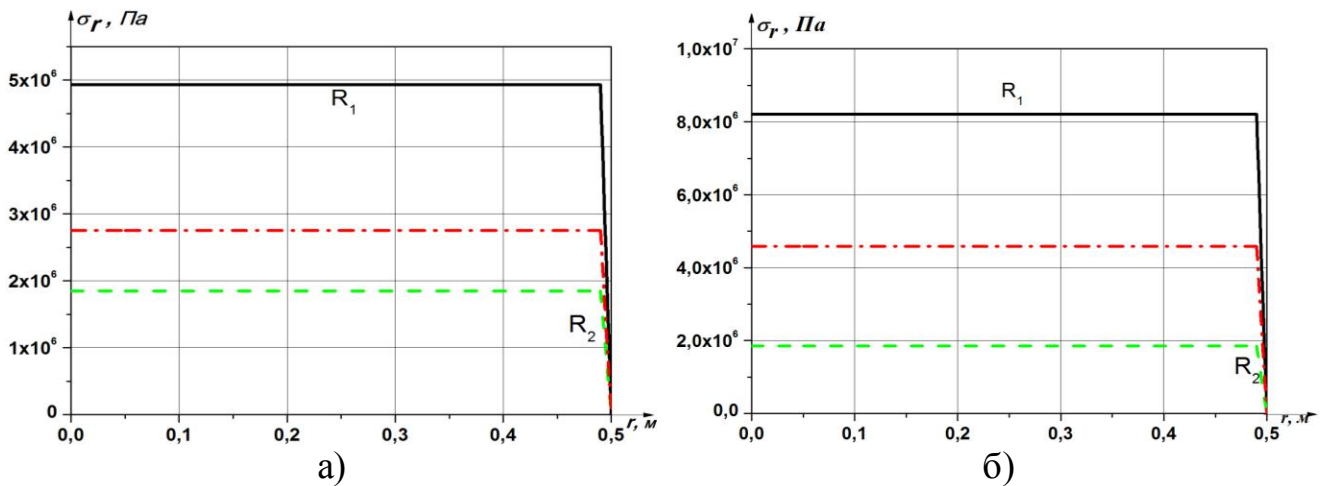 σr , Па
5x10⁶
4x10⁶
3x10⁶
2x10⁶
1x10⁶
0
0,0 0,1 0,2 0,3 0,4 0,5 r, м
R₁
R₂
а)
σr , Па
1,0x10⁷
8,0x10⁶
6,0x10⁶
4,0x10⁶
2,0x10⁶
0,0
0,0 0,1 0,2 0,3 0,4 0,5 r, м
R₁
R₂
б)